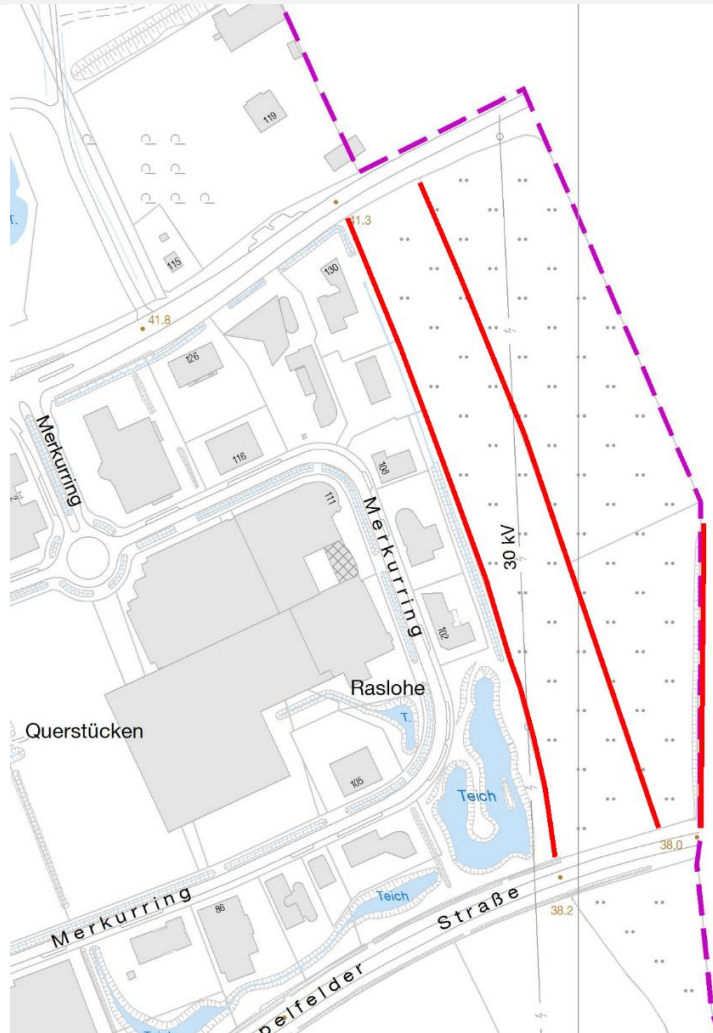 119
T.
41.3
115
130
41.8
126
Merkurring
116
108
111
Merkurring
30 kV
102
Raslohe
T.
Querstücken
105
Teich
38.0
Merkurring
86
Teich
Straße
38.2
pelfelder